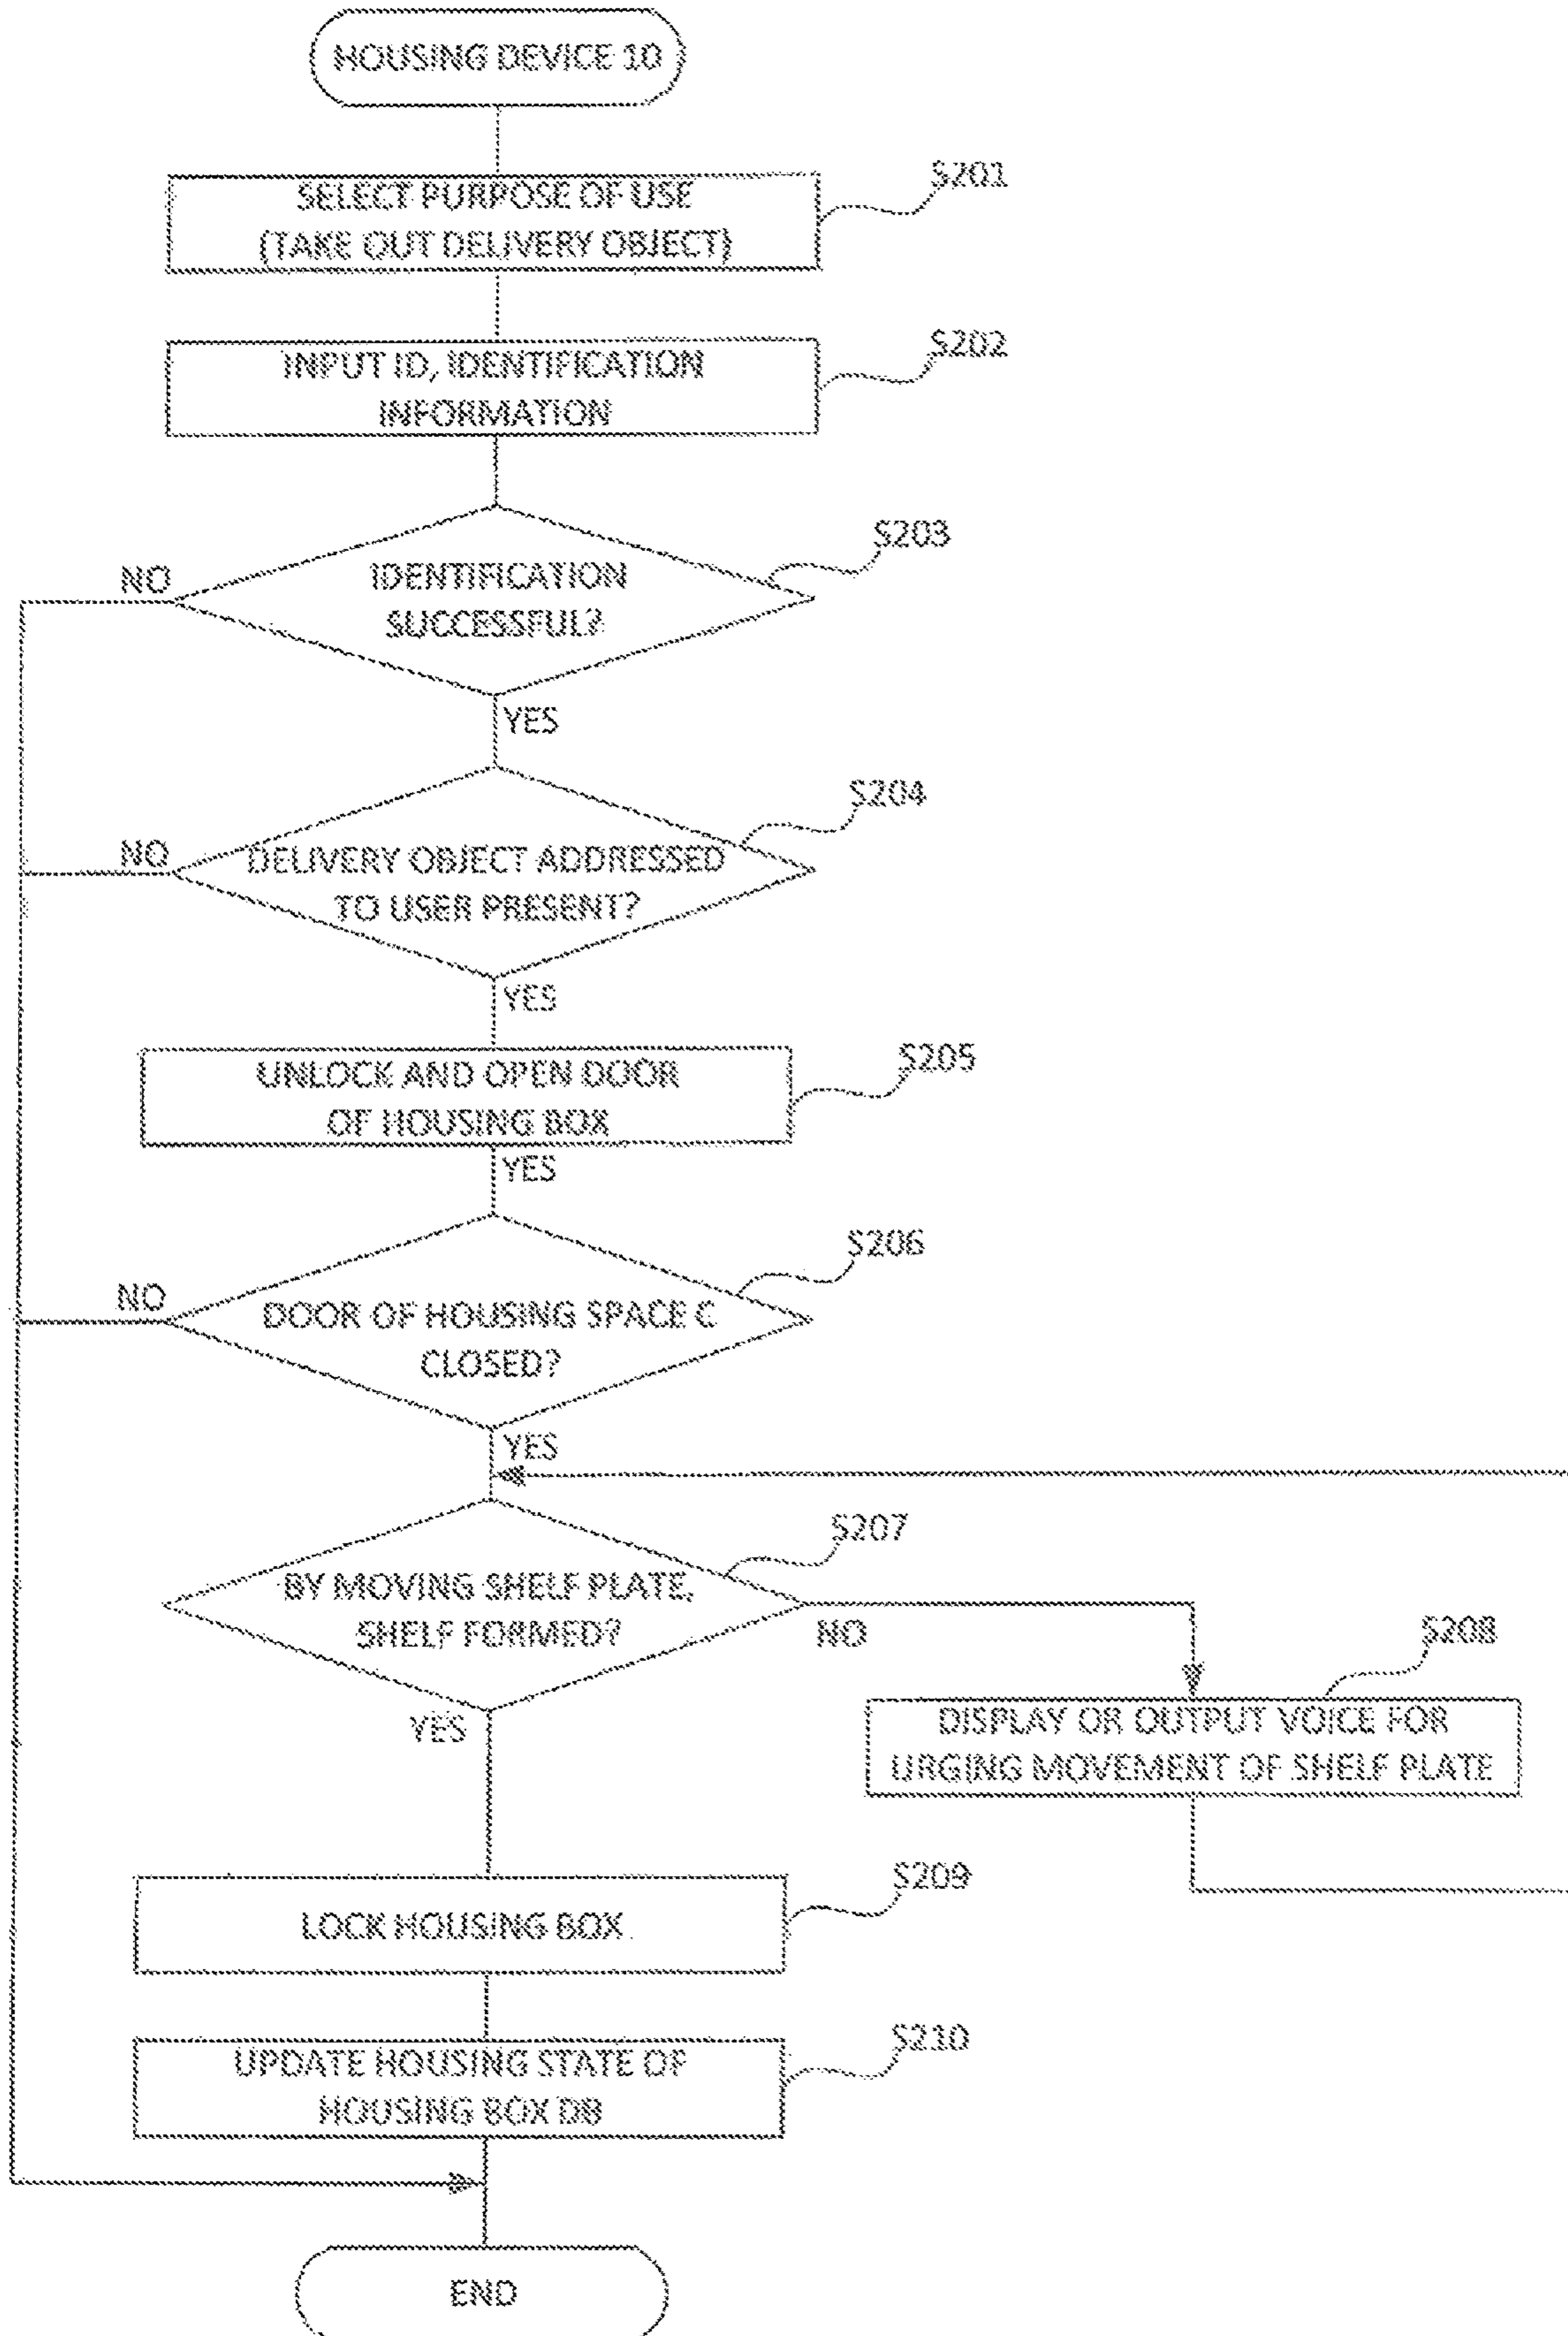 HOUSING DEVICE 10
SELECT PURPOSE OF USE
(TAKE OUT DELIVERY OBJECT)
S201
INPUT ID, IDENTIFICATION
INFORMATION
S202
IDENTIFICATION
SUCCESSFUL?
S203
NO
YES
DELIVERY OBJECT ADDRESSED
TO USER PRESENT?
S204
NO
YES
UNLOCK AND OPEN DOOR
OF HOUSING BOX
S205
YES
DOOR OF HOUSING SPACE C
CLOSED?
S206
NO
YES
BY MOVING SHELF PLATE,
SHELF FORMED?
S207
NO
YES
DISPLAY OR OUTPUT VOICE FOR
URGING MOVEMENT OF SHELF PLATE
S208
LOCK HOUSING BOX
S209
UPDATE HOUSING STATE OF
HOUSING BOX DB
S210
END